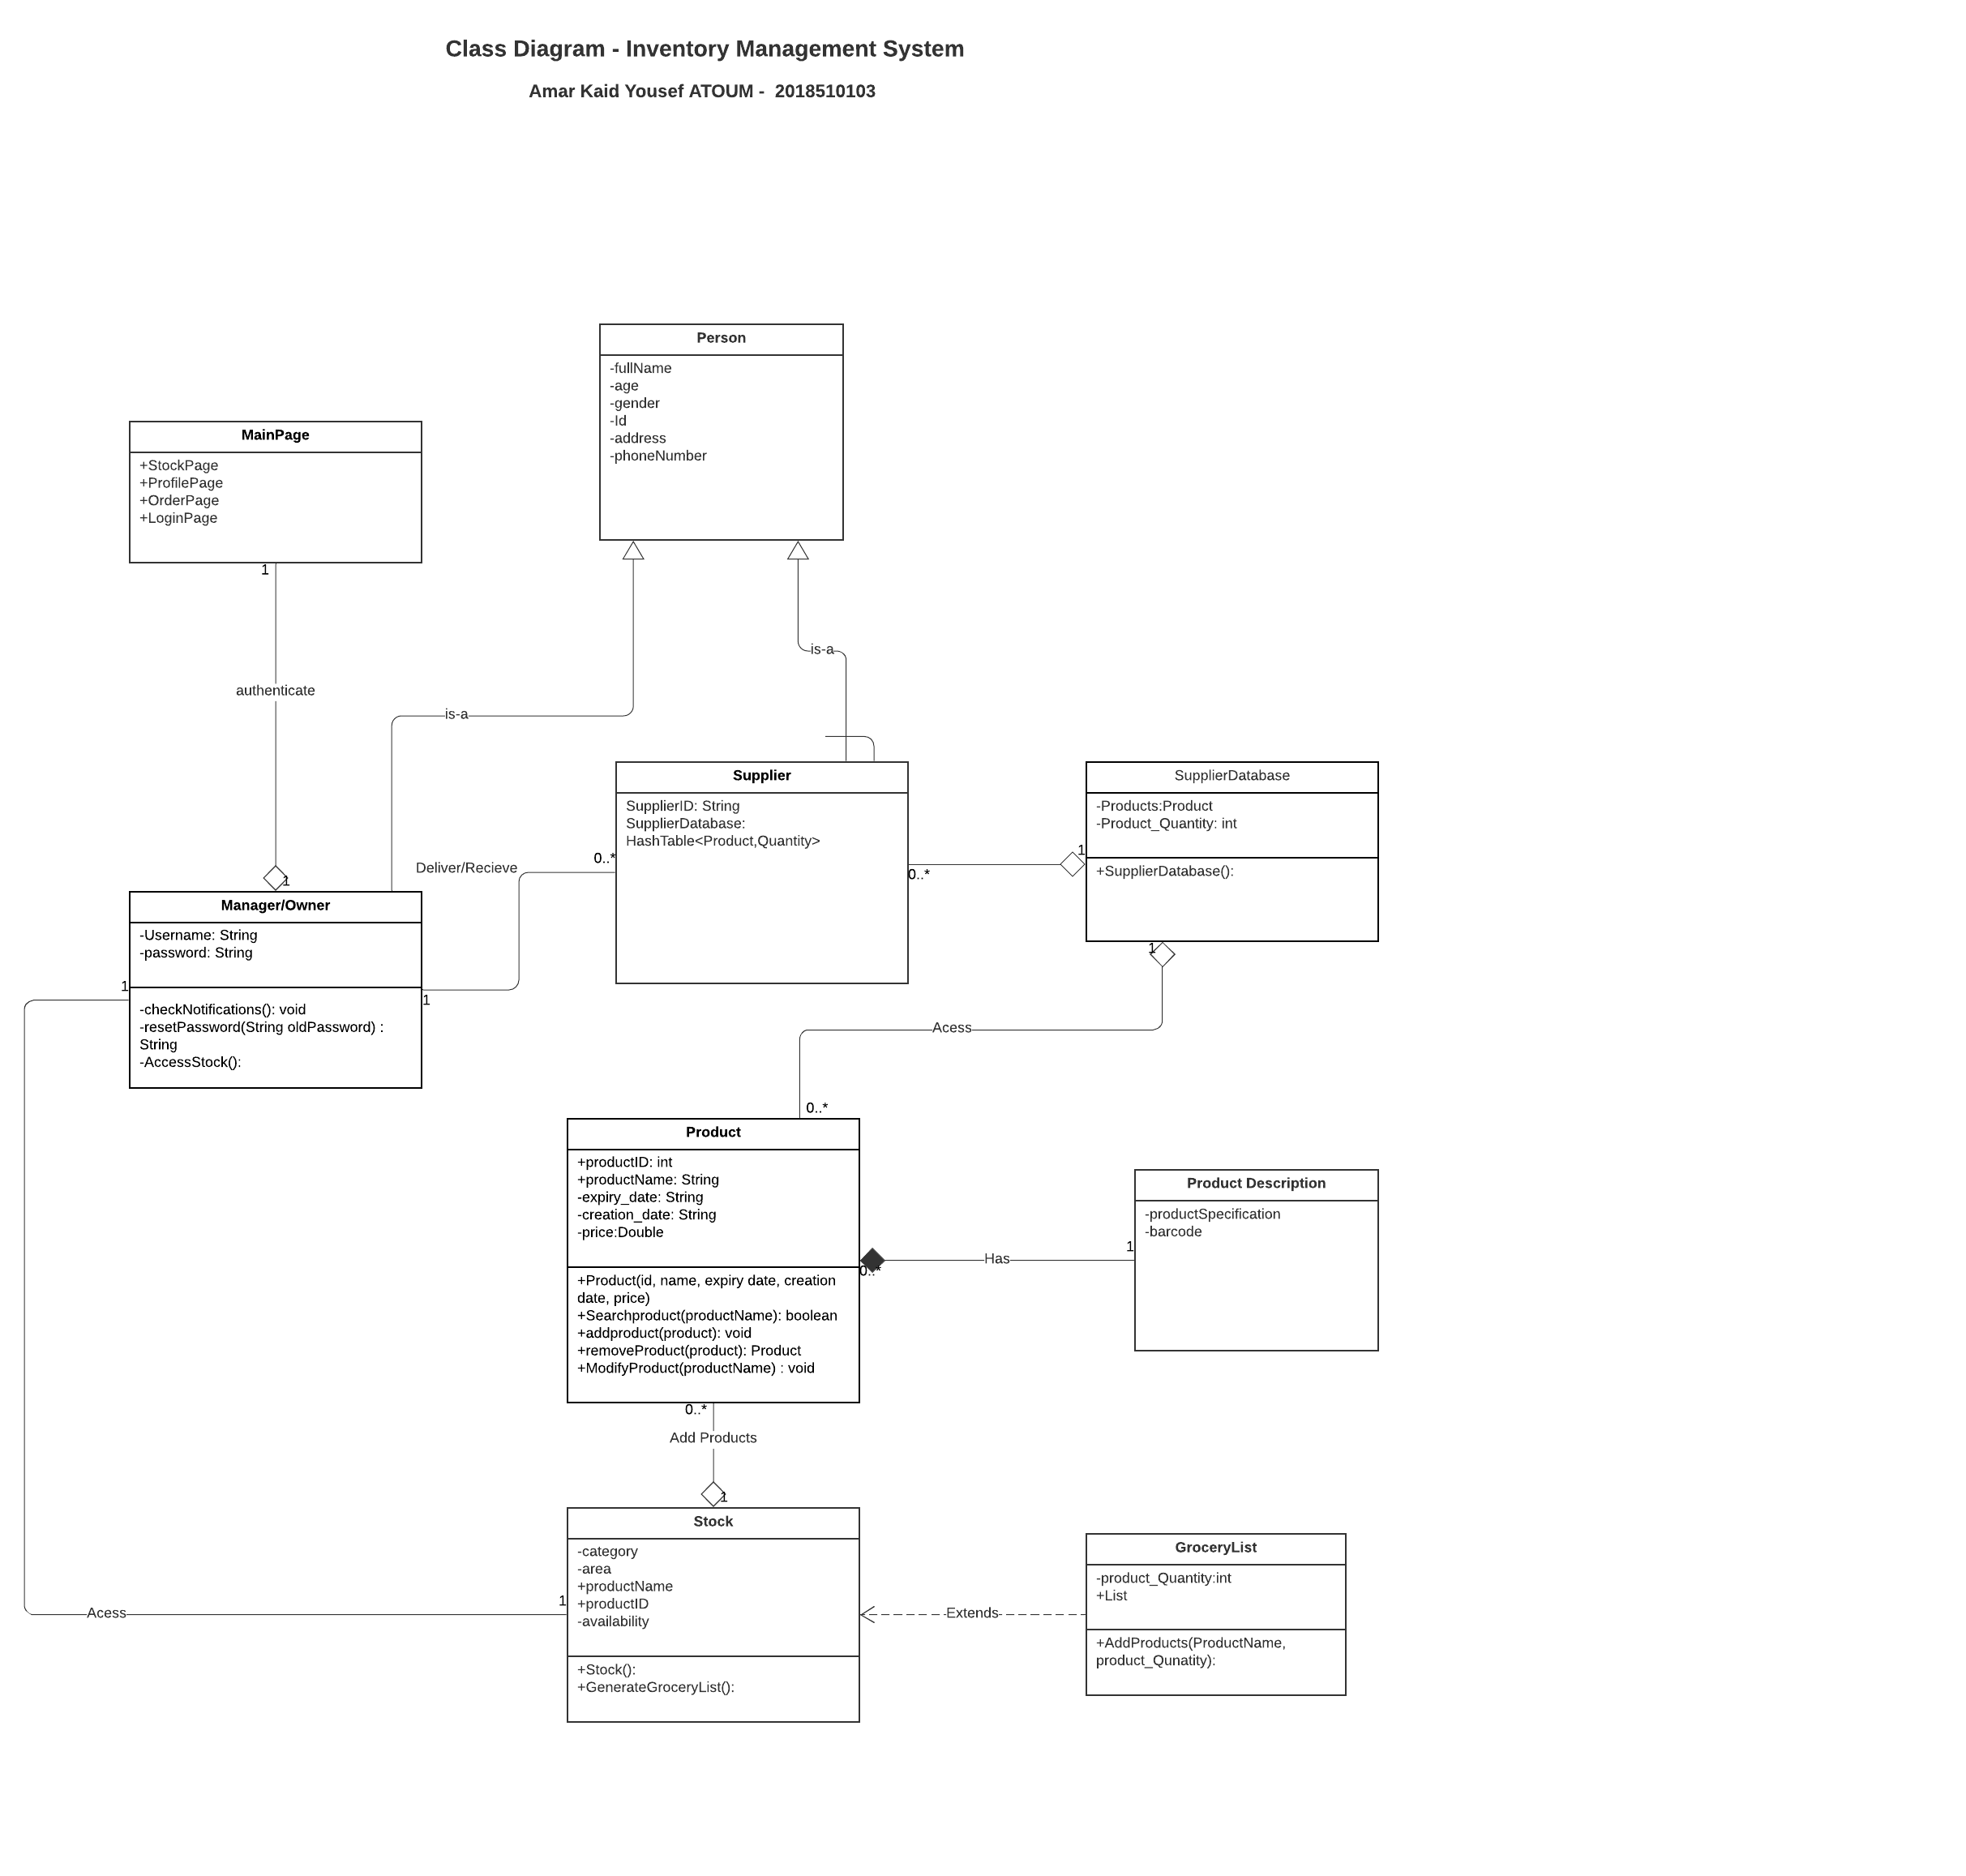 Class Diagram - Inventory Management System
Amar Kaid Yousef ATOUM -  2018510103
Person
-fullName
-age
-gender
-Id
-address
-phoneNumber
MainPage
+StockPage
+ProfilePage
+OrderPage
+LoginPage
1
authenticate
1
is-a
is-a
Manager/Owner
-Username: String
-password: String
-checkNotifications(): void
-resetPassword(String oldPassword) :
String
-AccessStock():
1
1
Deliver/Recieve
0..*
Supplier
SupplierID: String
SupplierDatabase:
HashTable<Product,Quantity>
0..*
1
SupplierDatabase
-Products:Product
-Product_Quantity: int
+SupplierDatabase():
1
Acess
0..*
Product
+productID: int
+productName: String
-expiry_date: String
-creation_date: String
-price:Double
+Product(id, name, expiry date, creation
date, price)
+Searchproduct(productName): boolean
+addproduct(product): void
+removeProduct(product): Product
+ModifyProduct(productName) : void
0..*
Has
1
Product Description
-productSpecification
-barcode
0..*
Add Products
1
Stock
-category
-area
+productName
+productID
-availability
+Stock():
+GenerateGroceryList():
1
Acess
Extends
GroceryList
-product_Quantity:int
+List
+AddProducts(ProductName,
product_Qunatity):